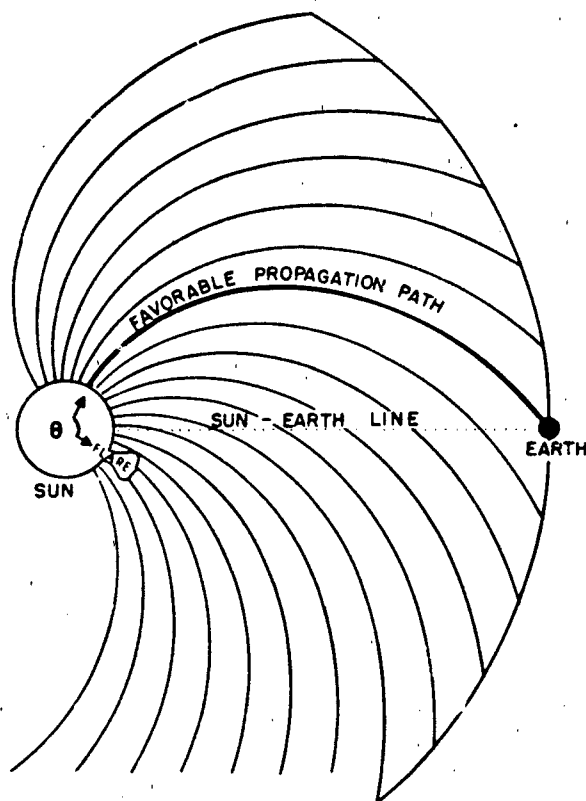 FAVORABLE PROPAGATION PATH
SUN - EARTH LINE
θ
FLARE
EARTH
SUN